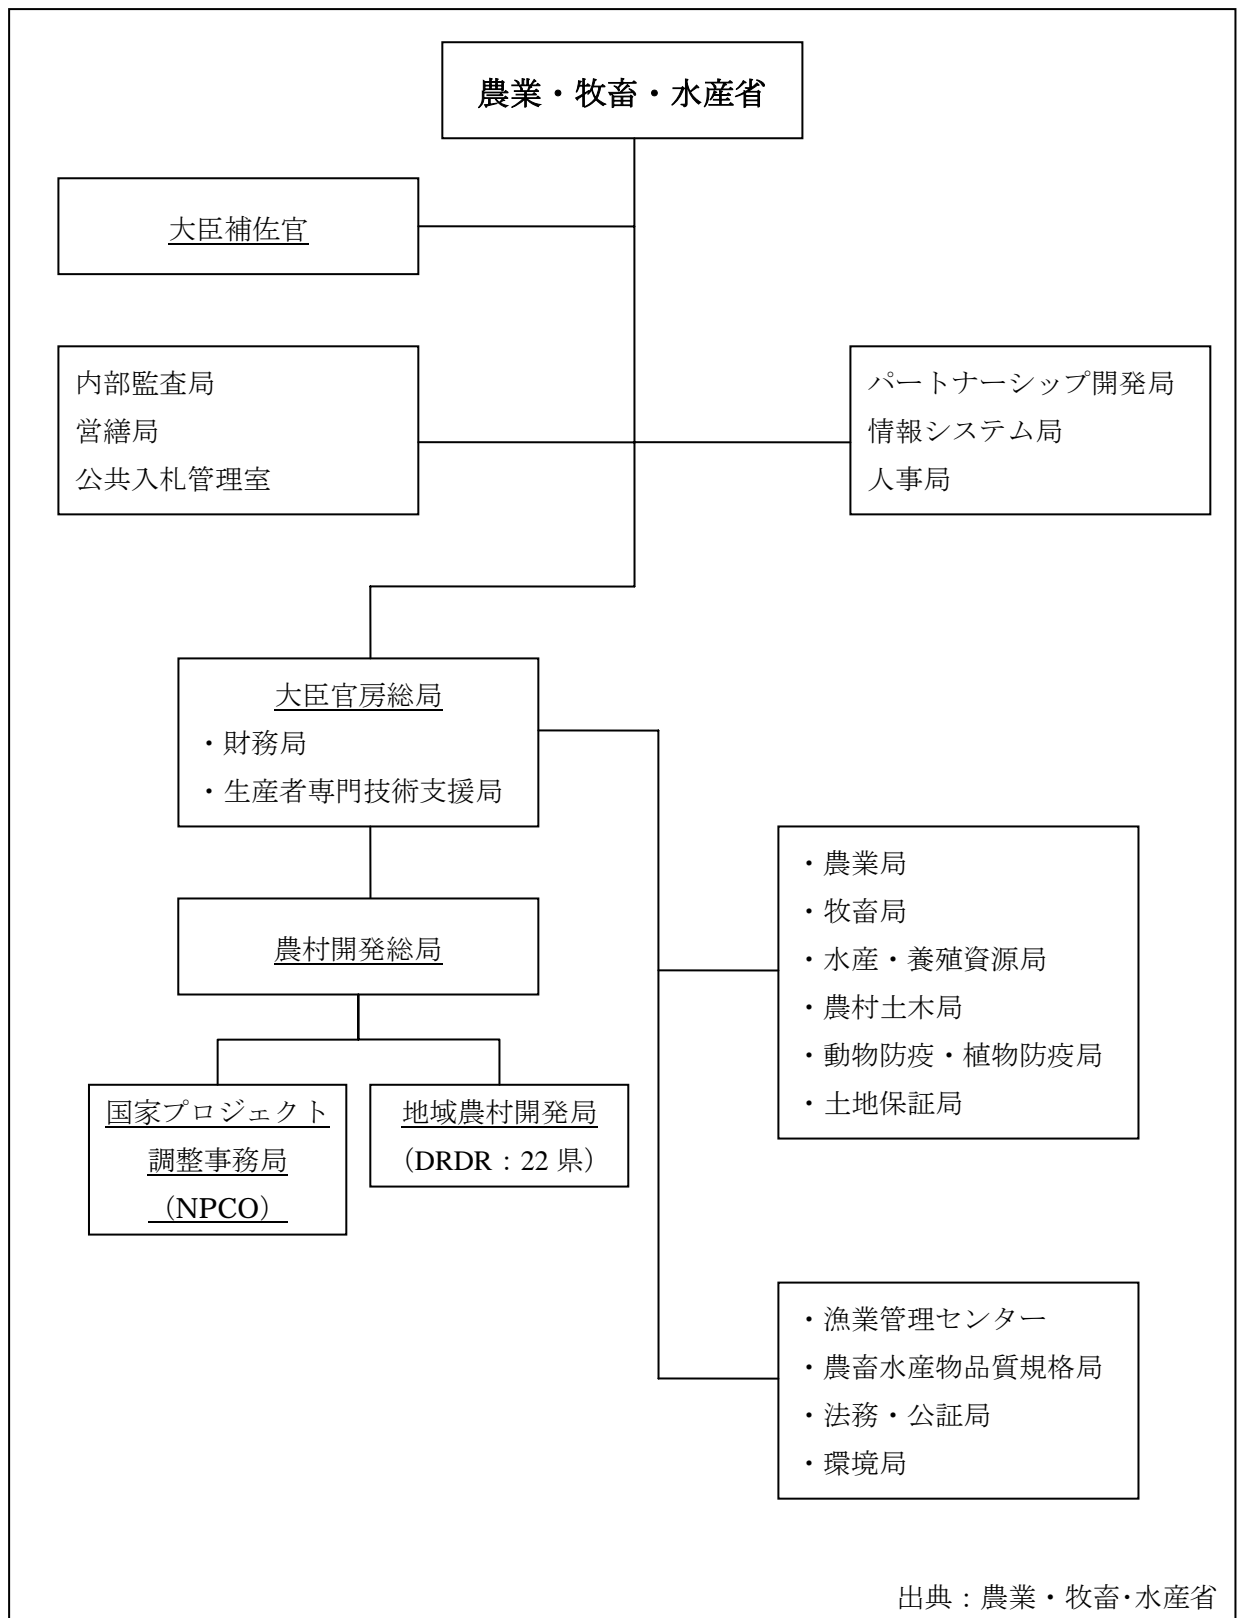 農業・牧畜・水産省
大臣補佐官
内部監査局
営繕局
公共入札管理室
パートナーシップ開発局
情報システム局
人事局
大臣官房総局
・財務局
・生産者専門技術支援局
農村開発総局
国家プロジェクト
調整事務局
（NPCO）
地域農村開発局
（DRDR：22 県）
・農業局
・牧畜局
・水産・養殖資源局
・農村土木局
・動物防疫・植物防疫局
・土地保証局
・漁業管理センター
・農畜水産物品質規格局
・法務・公証局
・環境局
出典：農業・牧畜･水産省